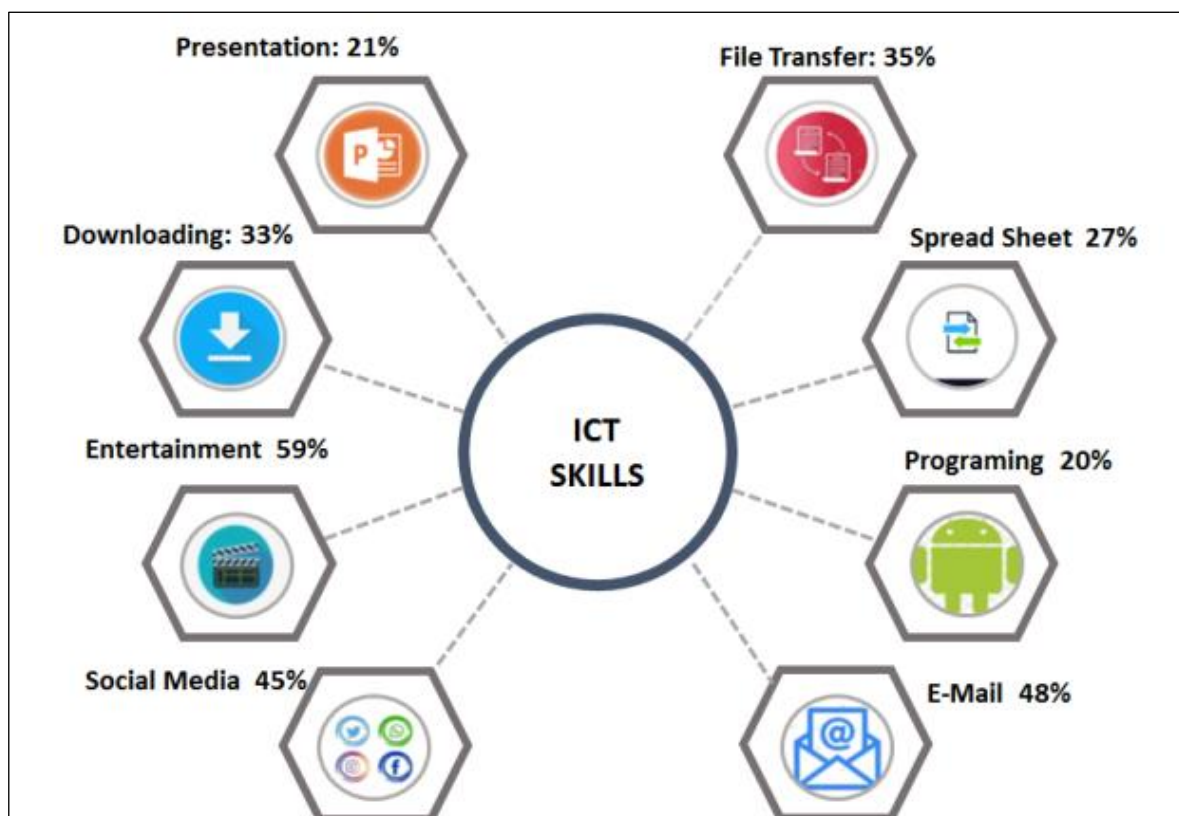 Presentation: 21%
File Transfer: 35%
Downloading: 33%
Spread Sheet 27%
ICT
SKILLS
Entertainment 59%
Programing 20%
Social Media 45%
E-Mail 48%
P
@
f